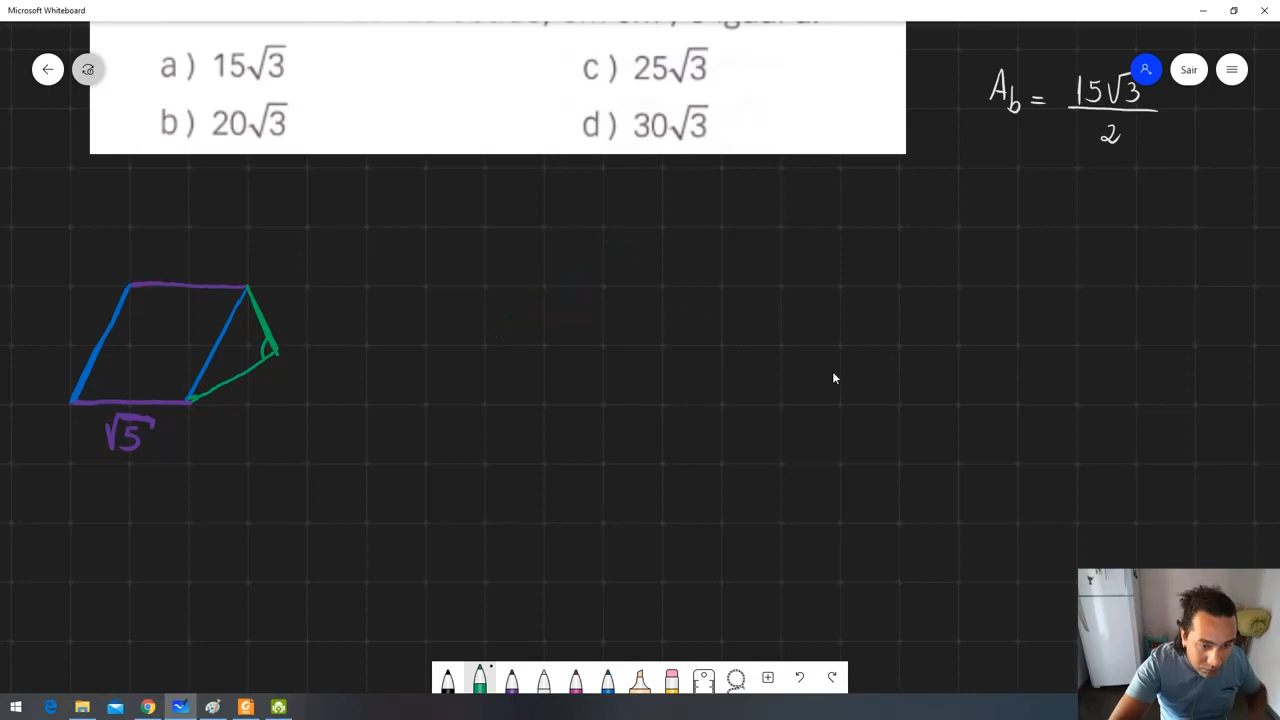 Microsoft Whiteboard
a) 15√3
c) 25√3
b) 20√3
d) 30√3
Sair
A_b = 15√3 / 2
√5